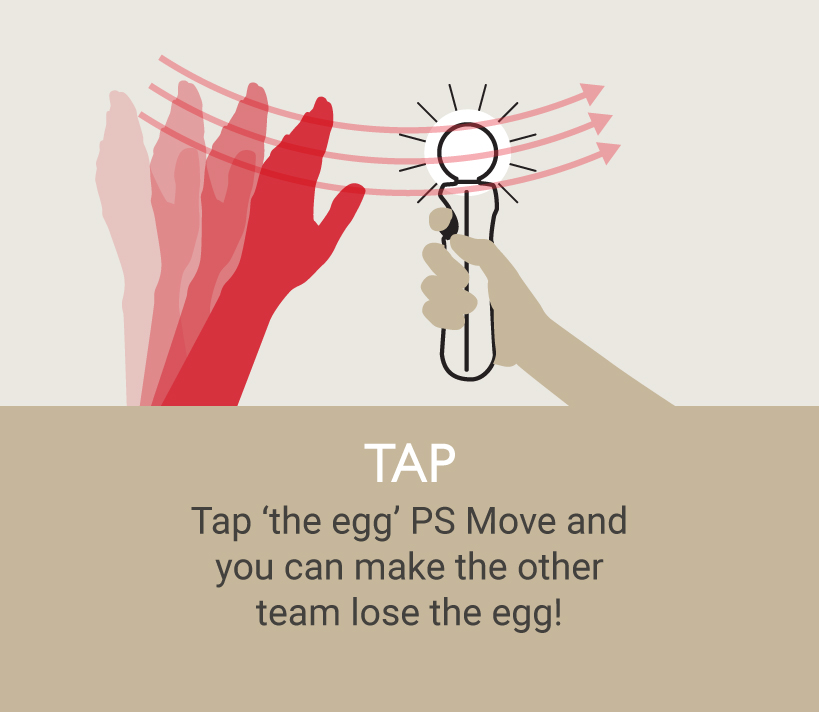 TAP
Tap ‘the egg’ PS Move and
you can make the other
team lose the egg!